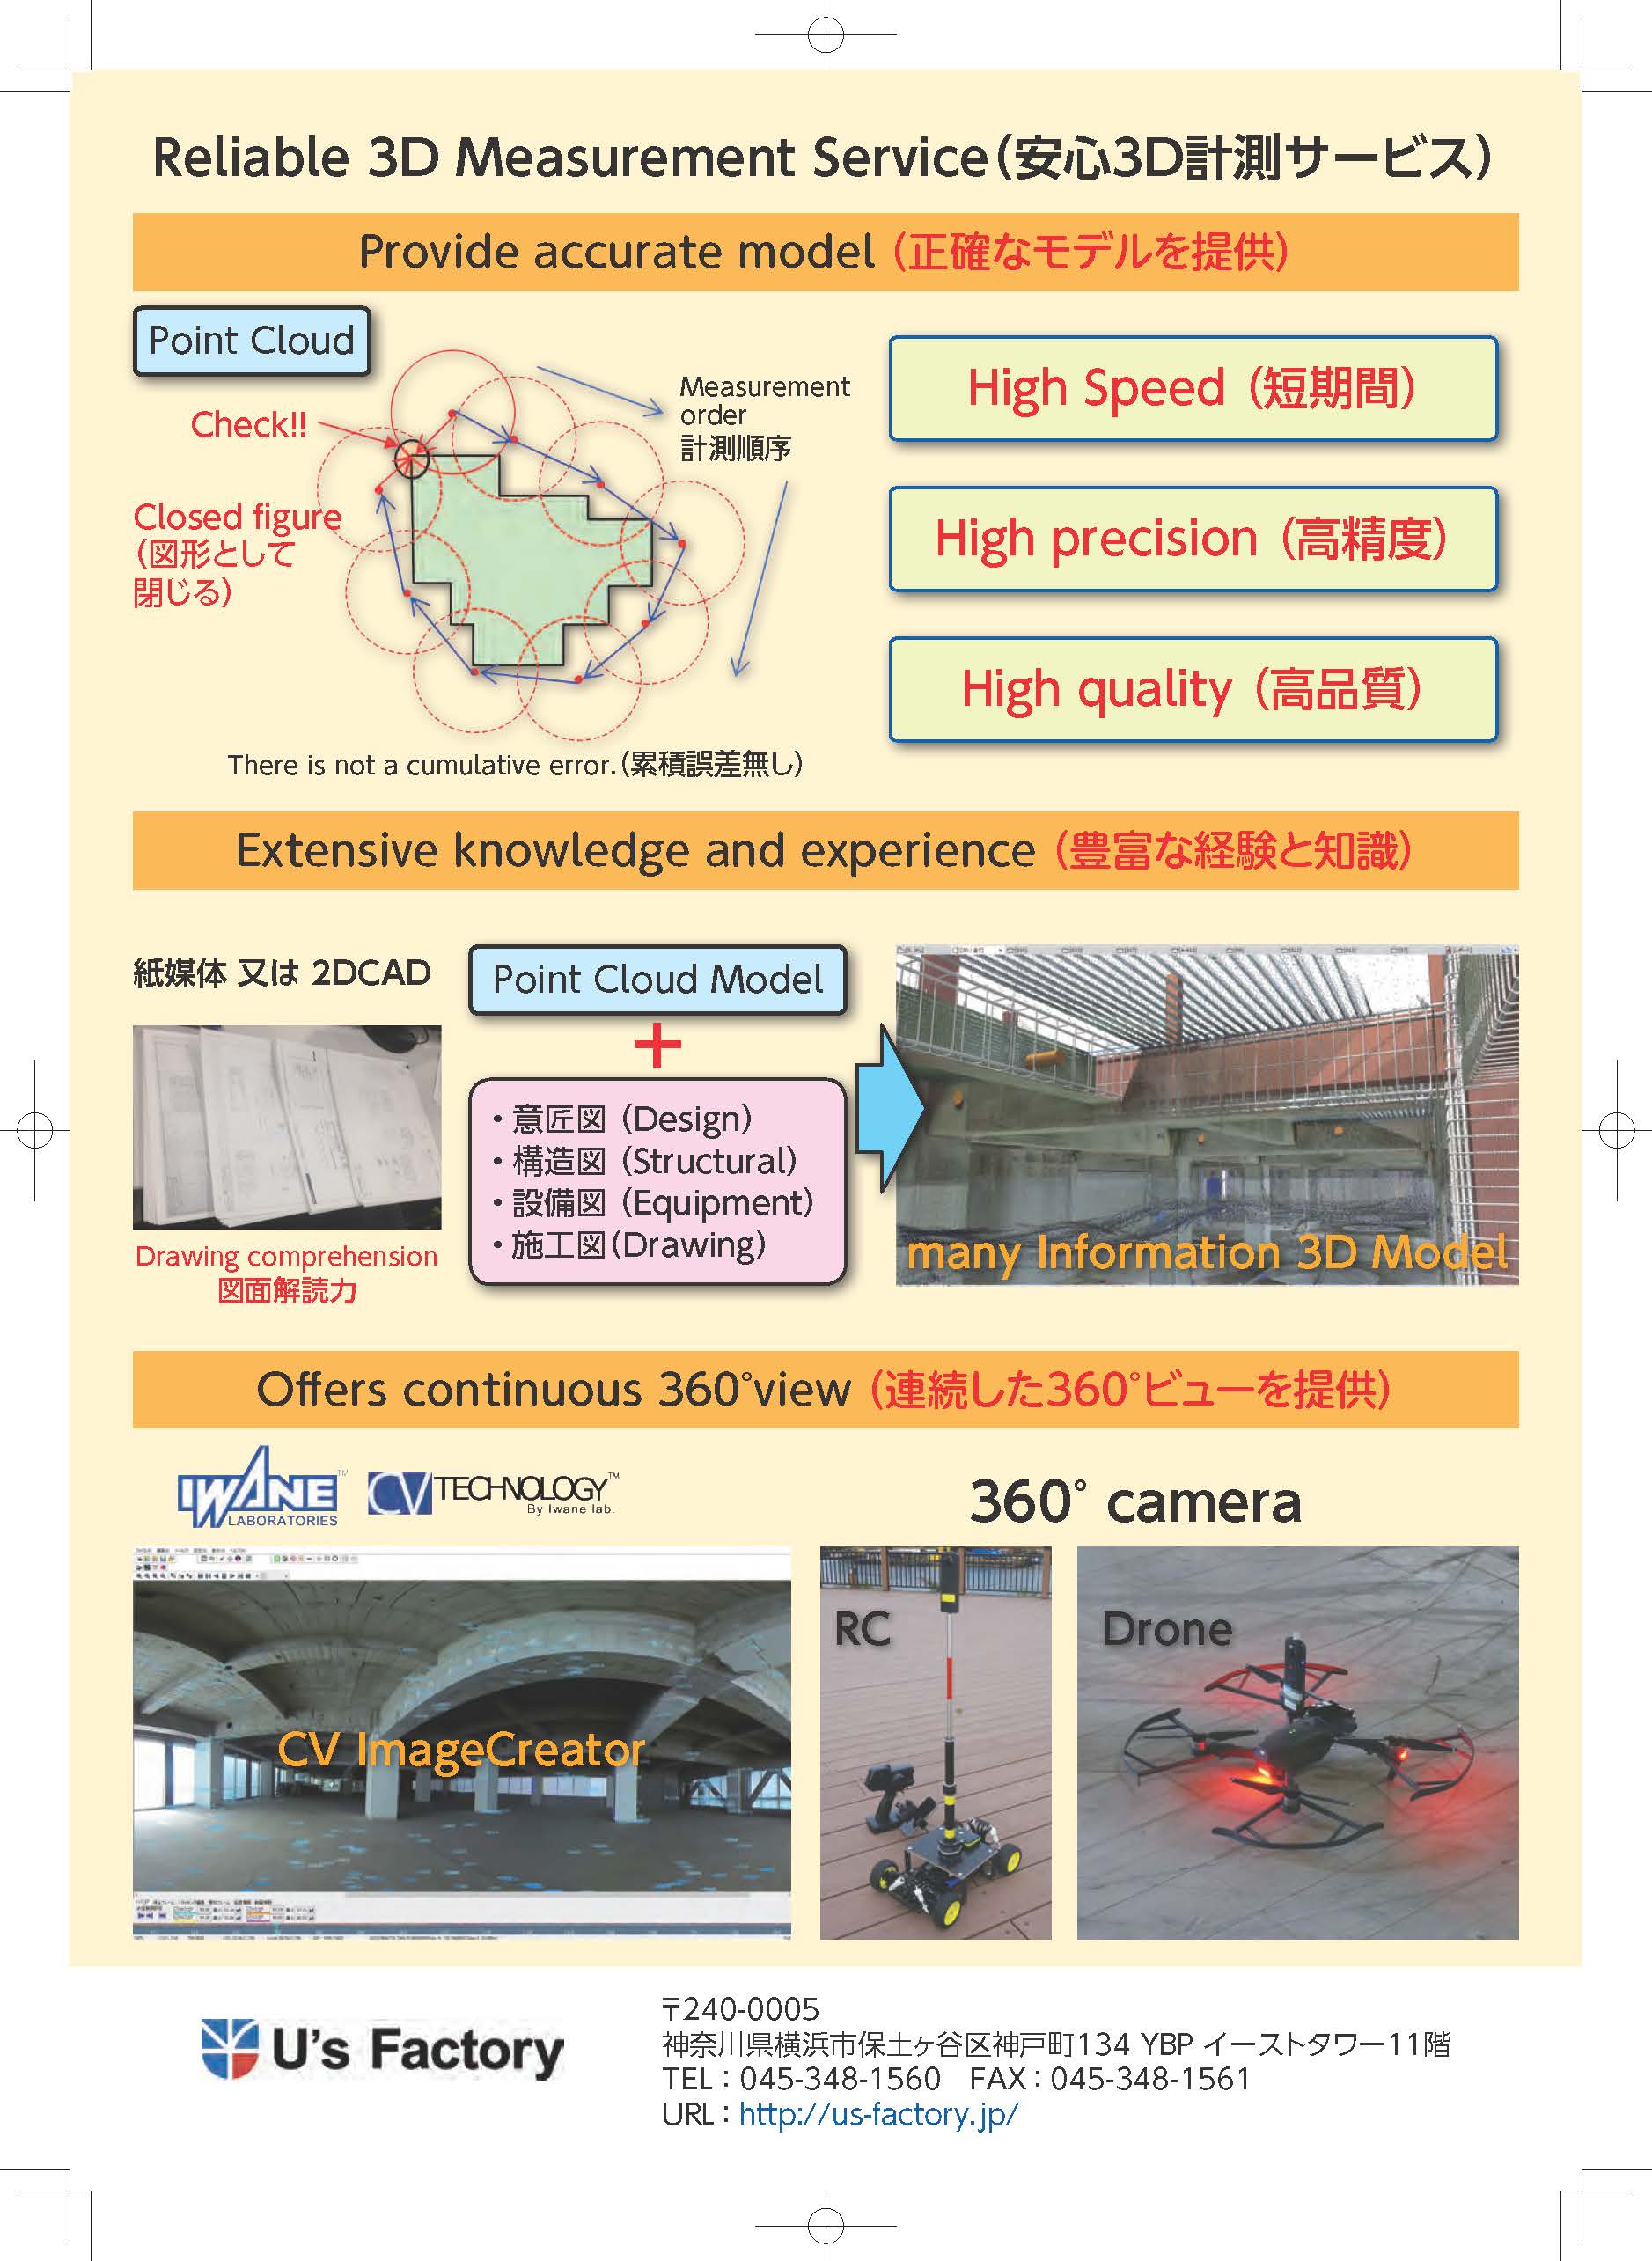 Reliable 3D Measurement Service（安心3D計測サービス）
Provide accurate model（正確なモデルを提供）
Point Cloud
Check!!
Closed figure
（図形として
閉じる）
Measurement
order
計測順序
There is not a cumulative error.（累積誤差無し）
High Speed（短期間）
High precision（高精度）
High quality（高品質）
Extensive knowledge and experience（豊富な経験と知識）
紙媒体 又は 2DCAD
Drawing comprehension
図面解読力
Point Cloud Model
+
・意匠図（Design）
・構造図（Structural）
・設備図（Equipment）
・施工図（Drawing）
many Information 3D Model
Offers continuous 360°view（連続した360°ビューを提供）
IWANE TM
LABORATORIES
CV TECHNOLOGY TM
By Iwane lab.
CV ImageCreator
360° camera
RC
Drone
U's Factory
〒240-0005
神奈川県横浜市保土ヶ谷区神戸町134 YBP イーストタワー11階
TEL：045-348-1560　FAX：045-348-1561
URL：http://us-factory.jp/